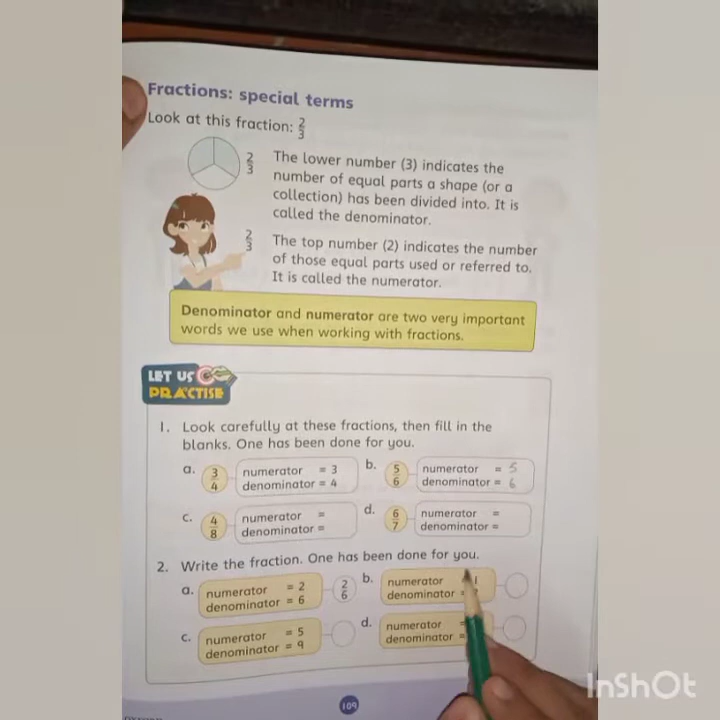 Fractions: special terms
Look at this fraction: 2/3
2/3 The lower number (3) indicates the
number of equal parts a shape (or a
collection) has been divided into. It is
called the denominator.
2/3 The top number (2) indicates the number
of those equal parts used or referred to.
It is called the numerator.
Denominator and numerator are two very important
words we use when working with fractions.
LET US
PRACTISE
1. Look carefully at these fractions, then fill in the
blanks. One has been done for you.
a. 3/4 numerator = 3
denominator = 4
b. 5/6 numerator = 5
denominator = 6
c. 4/8 numerator =
denominator =
d. 6/7 numerator =
denominator =
2. Write the fraction. One has been done for you.
a. numerator = 2
denominator = 6
2/6
b. numerator 1
denominator =
c. numerator = 5
denominator = 9
d. numerator =
denominator =
109
InShOt